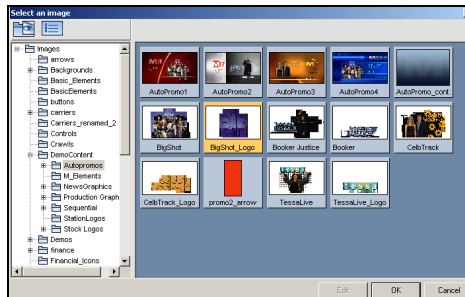 Select an image
Images
arrows
Backgrounds
Basic_Elements
BasicElements
buttons
carriers
Carriers_renamed_2
Controls
Crawls
DemoContent
Autopromos
M_Elements
NewsGraphics
Production Graph
Sequential
StationLogos
Stock Logos
Demos
finance
Financial_Icons
AutoPromo1
AutoPromo2
AutoPromo3
AutoPromo4
AutoPromo_cont.
BigShot
BigShot_Logo
Booker Justice
Booker
CelbTrack
CelbTrack_Logo
promo2_arrow
TessaLive
TessaLive_Logo
Edit
OK
Cancel